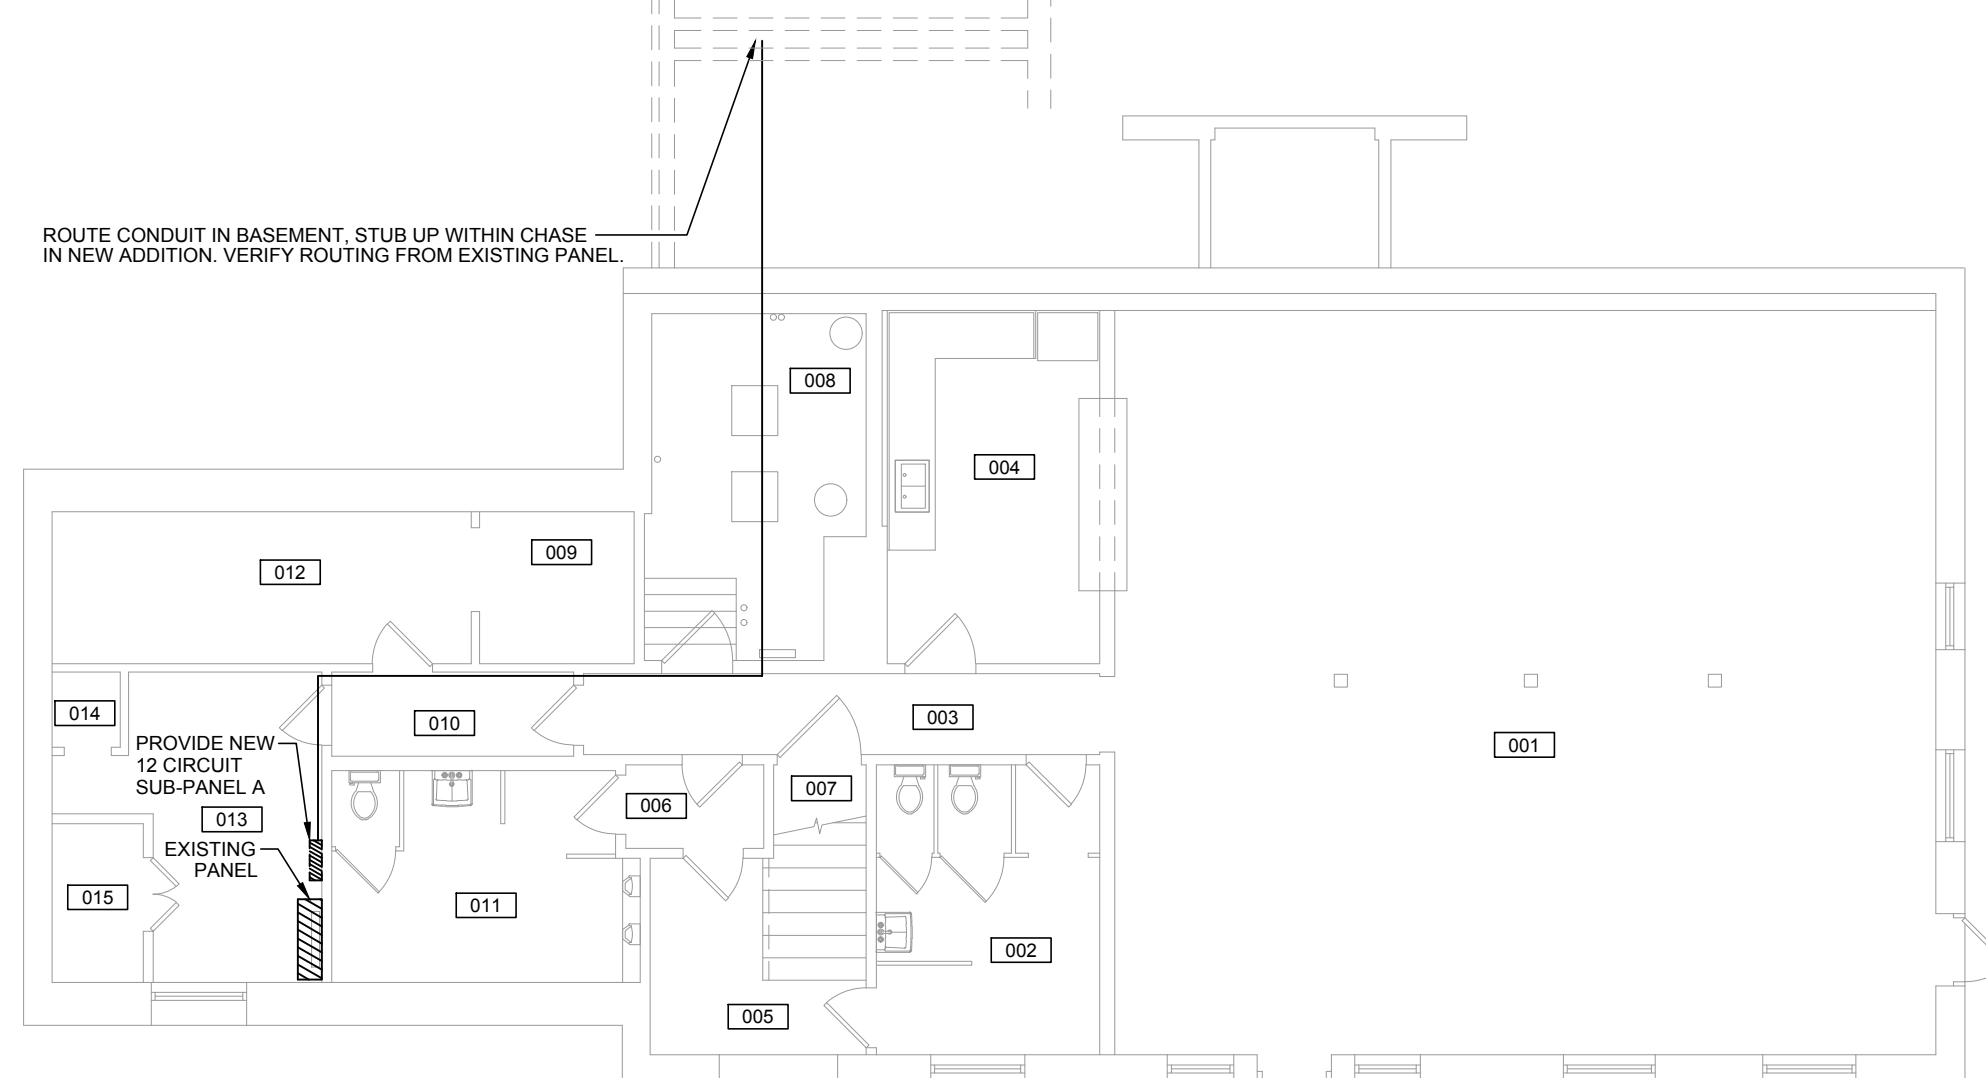 ROUTE CONDUIT IN BASEMENT, STUB UP WITHIN CHASE
IN NEW ADDITION. VERIFY ROUTING FROM EXISTING PANEL.
008
004
009
012
014
010
003
001
PROVIDE NEW
12 CIRCUIT
SUB-PANEL A
007
006
013
EXISTING
PANEL
015
011
002
005